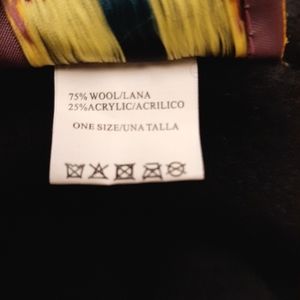 75% WOOL/LANA
25%ACRYLIC/ACRILICO
ONE SIZE/UNA TALLA